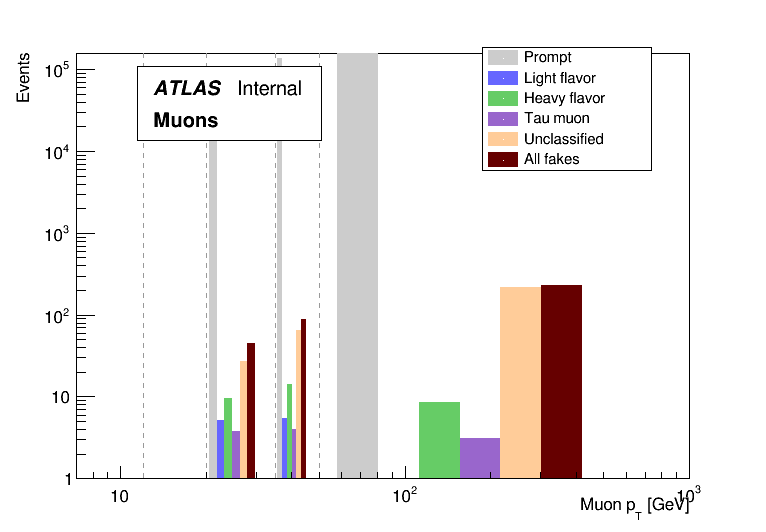 Events
10^5
10^4
10^3
10^2
10
1
ATLAS Internal
Muons
Prompt
Light flavor
Heavy flavor
Tau muon
Unclassified
All fakes
10
10^2
10^3
Muon p_T [GeV]